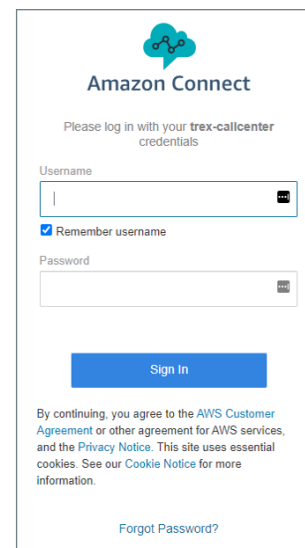 Amazon Connect
Please log in with your trex-callcenter
credentials
Username
Remember username
Password
Sign In
By continuing, you agree to the AWS Customer
Agreement or other agreement for AWS services,
and the Privacy Notice. This site uses essential
cookies. See our Cookie Notice for more
information.
Forgot Password?